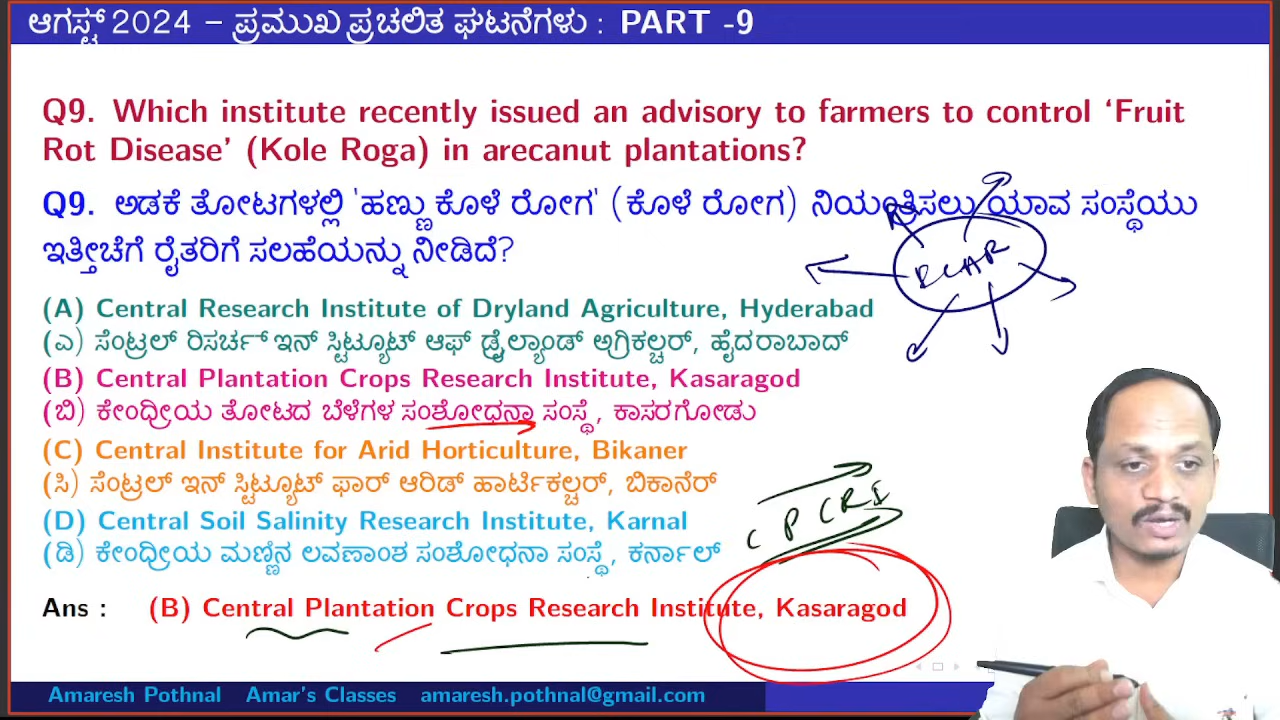 ಆಗಸ್ಟ್ 2024 – ಪ್ರಮುಖ ಪ್ರಚಲಿತ ಘಟನೆಗಳು : PART -9
Q9. Which institute recently issued an advisory to farmers to control ‘Fruit
Rot Disease’ (Kole Roga) in arecanut plantations?
Q9. ಅಡಕೆ ತೋಟಗಳಲ್ಲಿ 'ಹಣ್ಣು ಕೊಳೆ ರೋಗ' (ಕೊಳೆ ರೋಗ) ನಿಯಂತ್ರಿಸಲು ಯಾವ ಸಂಸ್ಥೆಯು
ಇತ್ತೀಚೆಗೆ ರೈತರಿಗೆ ಸಲಹೆಯನ್ನು ನೀಡಿದೆ?
(A) Central Research Institute of Dryland Agriculture, Hyderabad
(ಎ) ಸೆಂಟ್ರಲ್ ರಿಸರ್ಚ್ ಇನ್ ಸ್ಟಿಟ್ಯೂಟ್ ಆಫ್ ಡ್ರೈಲ್ಯಾಂಡ್ ಅಗ್ರಿಕಲ್ಚರ್, ಹೈದರಾಬಾದ್
(B) Central Plantation Crops Research Institute, Kasaragod
(ಬಿ) ಕೇಂದ್ರೀಯ ತೋಟದ ಬೆಳೆಗಳ ಸಂಶೋಧನಾ ಸಂಸ್ಥೆ, ಕಾಸರಗೋಡು
(C) Central Institute for Arid Horticulture, Bikaner
(ಸಿ) ಸೆಂಟ್ರಲ್ ಇನ್ ಸ್ಟಿಟ್ಯೂಟ್ ಫಾರ್ ಆರಿಡ್ ಹಾರ್ಟಿಕಲ್ಚರ್, ಬಿಕಾನೆರ್
(D) Central Soil Salinity Research Institute, Karnal
(ಡಿ) ಕೇಂದ್ರೀಯ ಮಣ್ಣಿನ ಲವಣಾಂಶ ಸಂಶೋಧನಾ ಸಂಸ್ಥೆ, ಕರ್ನಾಲ್
CPCRI
Ans : (B) Central Plantation Crops Research Institute, Kasaragod
Amaresh Pothnal Amar's Classes amaresh.pothnal@gmail.com